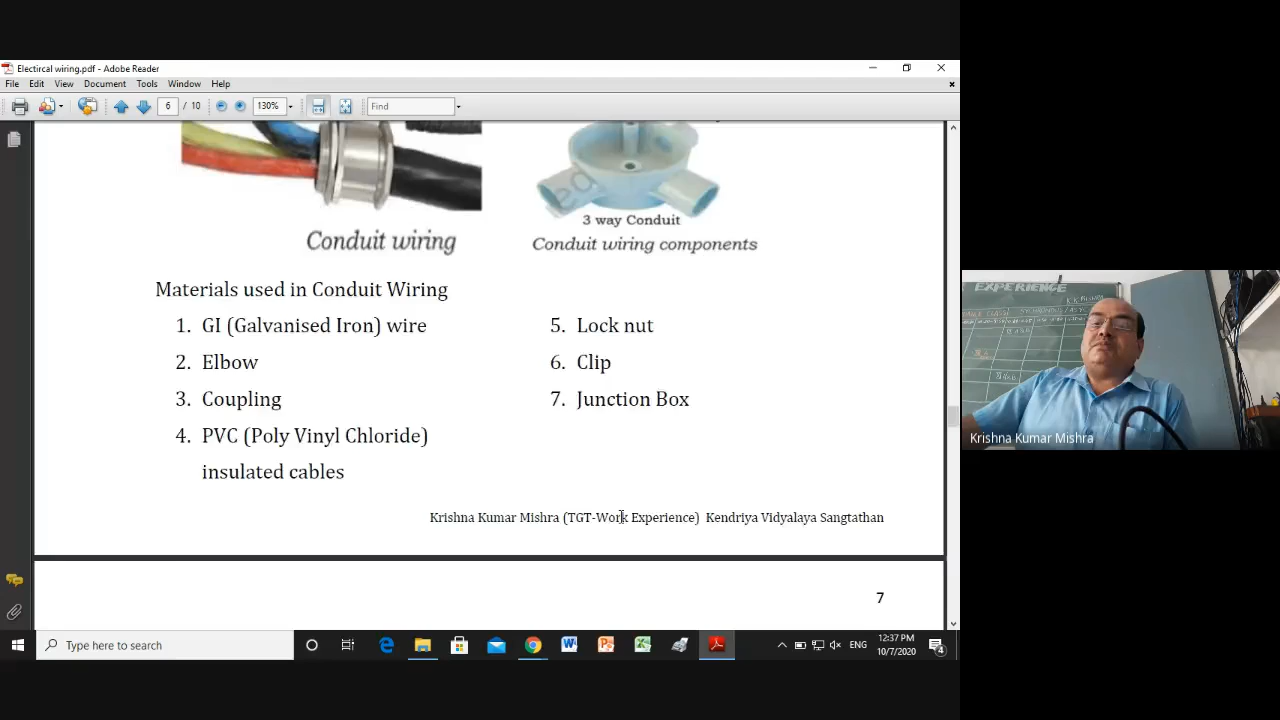 Electircal wiring.pdf - Adobe Reader
File Edit View Document Tools Window Help
6 / 10 130% Find
3 way Conduit
Conduit wiring
Conduit wiring components
Materials used in Conduit Wiring
1. GI (Galvanised Iron) wire
2. Elbow
3. Coupling
4. PVC (Poly Vinyl Chloride)
insulated cables
5. Lock nut
6. Clip
7. Junction Box
Krishna Kumar Mishra (TGT-Work Experience) Kendriya Vidyalaya Sangtathan
7
EXPERIENCE
Krishna Kumar Mishra
Type here to search
ENG
12:37 PM
10/7/2020
4